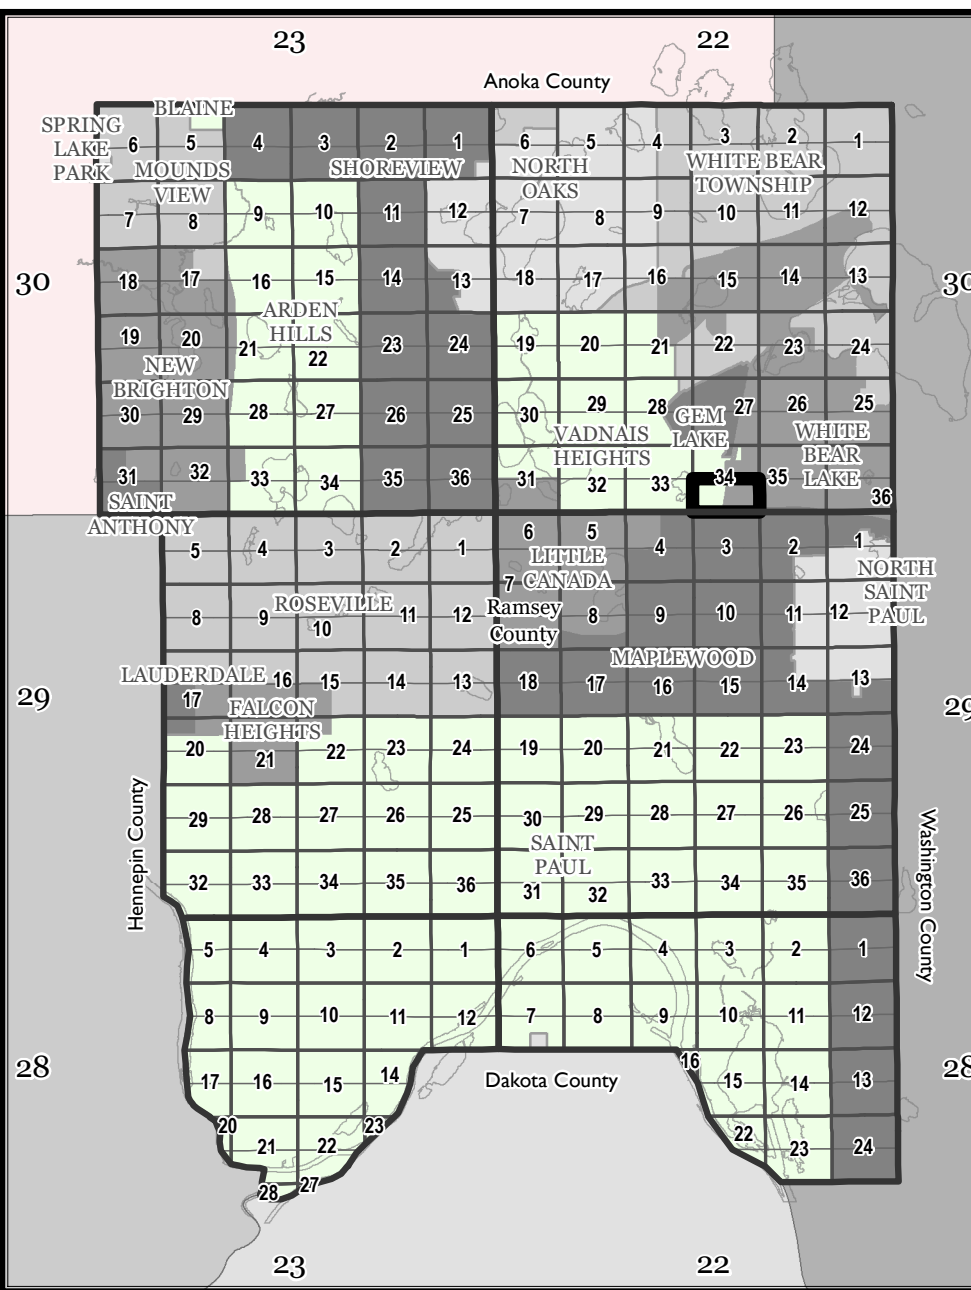 23 22
Anoka County
BLAINE
SPRING
LAKE
PARK
6 5 4 3 2 1 6 5 4 3 2 1
MOUNDS
VIEW
SHOREVIEW
NORTH
OAKS
WHITE BEAR
TOWNSHIP
7 8 9 10 11 12 7 8 9 10 11 12
30 18 17 16 15 14 13 18 17 16 15 14 13 30
ARDEN
HILLS
19 20 21 22 23 24 19 20 21 22 23 24
NEW
BRIGHTON
30 29 28 27 26 25 30 29 28 27 26 25
GEM
LAKE
VADNAIS
HEIGHTS
WHITE
BEAR
LAKE
31 32 33 34 35 36 31 32 33 34 35 36
SAINT
ANTHONY
5 4 3 2 1 6 5 4 3 2 1
LITTLE
CANADA
NORTH
SAINT
PAUL
8 9 10 11 12 7 8 9 10 11 12
ROSEVILLE
Ramsey
County
MAPLEWOOD
LAUDERDALE
29 17 16 15 14 13 18 17 16 15 14 13 29
FALCON
HEIGHTS
20 21 22 23 24 19 20 21 22 23 24
29 28 27 26 25 30 29 28 27 26 25
Hennepin County
Washington County
SAINT
PAUL
32 33 34 35 36 31 32 33 34 35 36
5 4 3 2 1 6 5 4 3 2 1
8 9 10 11 12 7 8 9 10 11 12
28 17 16 15 14 16 15 14 13 28
Dakota County
20 21 22 23 22 23 24
28 27
23 22